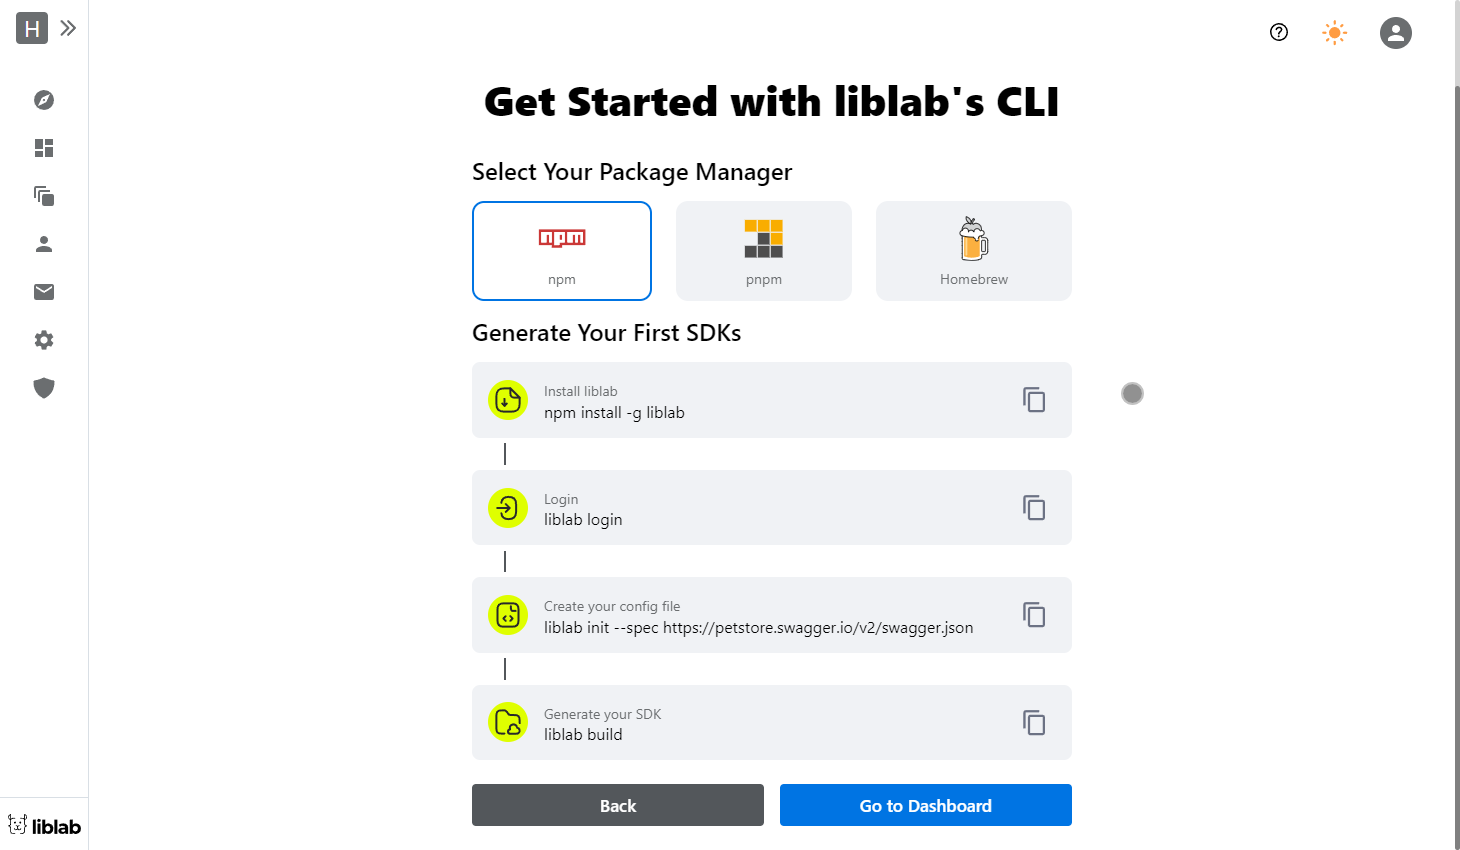 H
Get Started with liblab's CLI
Select Your Package Manager
npm
npm
pnpm
Homebrew
Generate Your First SDKs
Install liblab
npm install -g liblab
Login
liblab login
Create your config file
liblab init --spec https://petstore.swagger.io/v2/swagger.json
Generate your SDK
liblab build
Back
Go to Dashboard
liblab